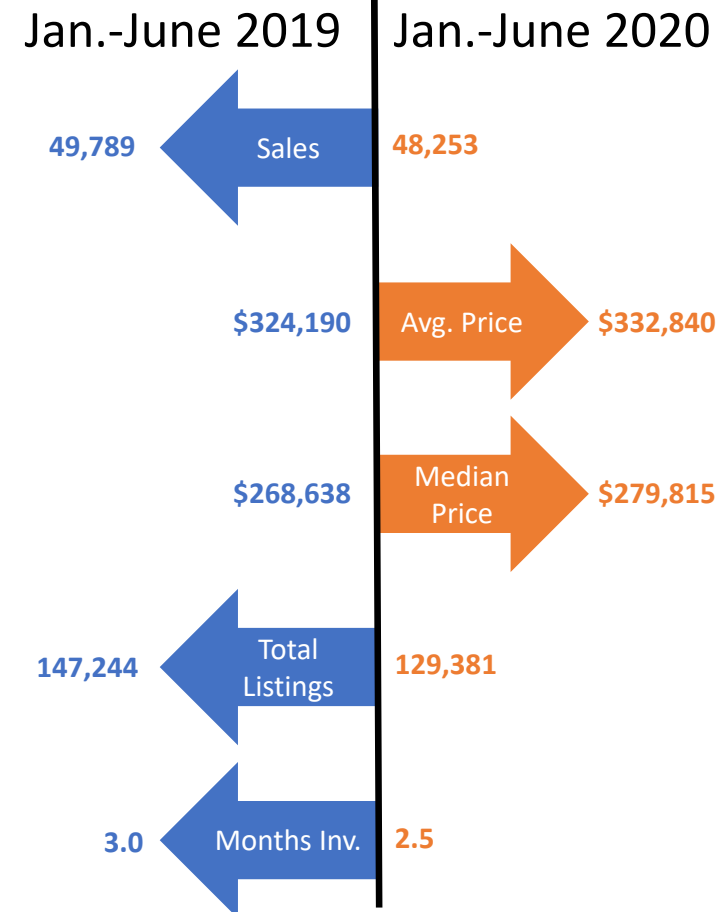 Jan.-June 2019
Jan.-June 2020
49,789
Sales
48,253
$324,190
Avg. Price
$332,840
$268,638
Median
Price
$279,815
147,244
Total
Listings
129,381
3.0
Months Inv.
2.5